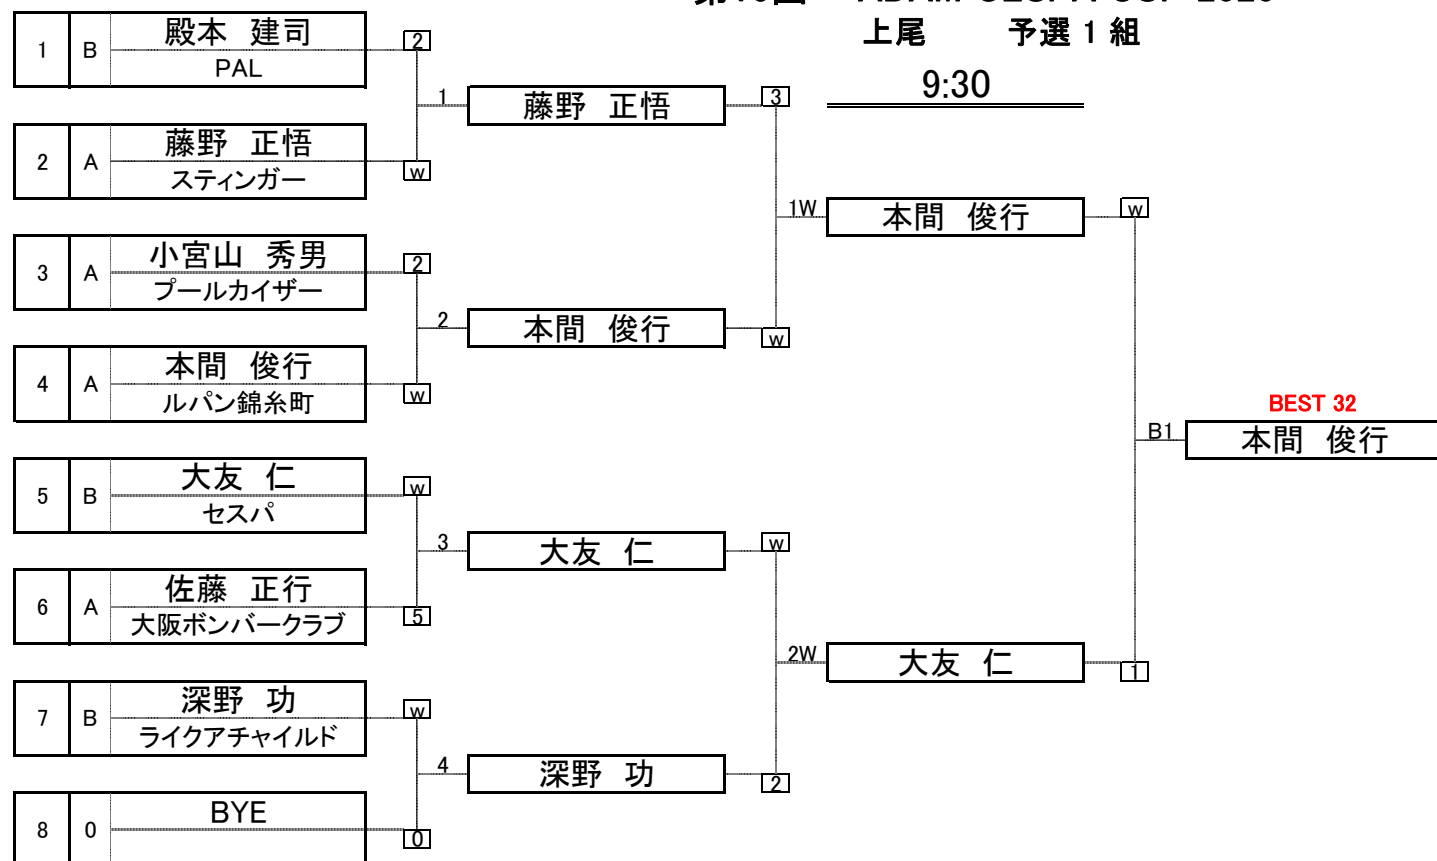 上尾 予選 1 組
9:30
1 B 殿本 建司 2
PAL
1 藤野 正悟 3
2 A 藤野 正悟 w
スティンガー
1W 本間 俊行 w
3 A 小宮山 秀男 2
プールカイザー
2 本間 俊行 w
4 A 本間 俊行 w
ルパン錦糸町
BEST 32
B1 本間 俊行
5 B 大友 仁 w
セスパ
3 大友 仁 w
6 A 佐藤 正行 5
大阪ボンバークラブ
2W 大友 仁 1
7 B 深野 功 w
ライクアチャイルド
4 深野 功 2
8 0 BYE 0